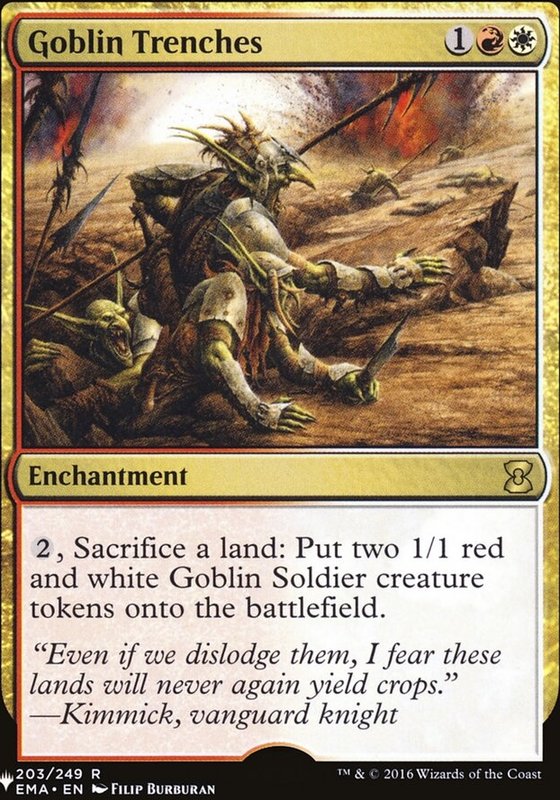 Goblin Trenches 1
Enchantment
2, Sacrifice a land: Put two 1/1 red
and white Goblin Soldier creature
tokens onto the battlefield.
“Even if we dislodge them, I fear these
lands will never again yield crops.”
—Kimmick, vanguard knight
203/249 R
EMA • EN Filip Burburan
™ & © 2016 Wizards of the Coast